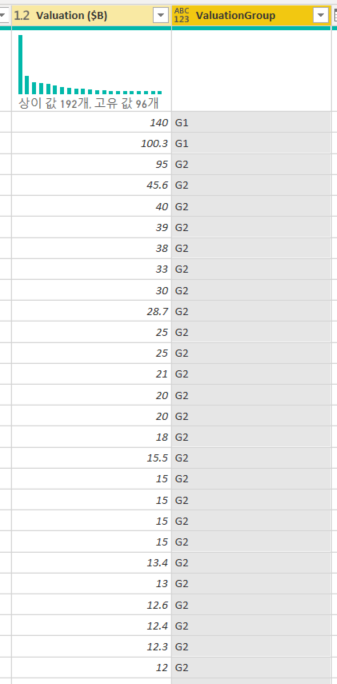 1.2 Valuation ($B) ABC 123 ValuationGroup
상이 값 192개, 고유 값 96개
140 G1
100.3 G1
95 G2
45.6 G2
40 G2
39 G2
38 G2
33 G2
30 G2
28.7 G2
25 G2
25 G2
21 G2
20 G2
20 G2
18 G2
15.5 G2
15 G2
15 G2
15 G2
15 G2
13.4 G2
13 G2
12.6 G2
12.4 G2
12.3 G2
12 G2